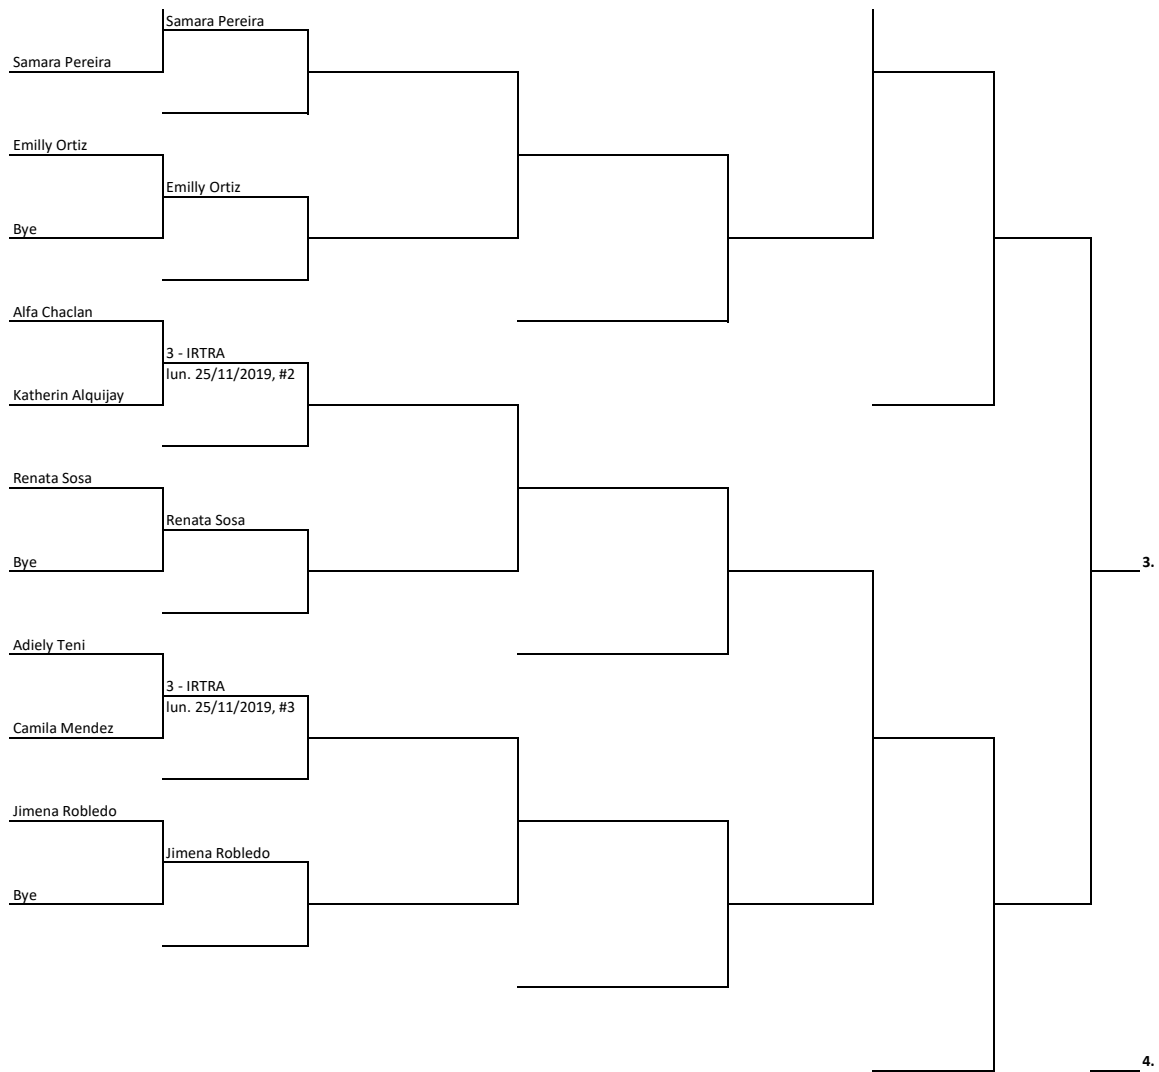 Samara Pereira
Samara Pereira
Emilly Ortiz
Emilly Ortiz
Bye
Alfa Chaclan
3 - IRTRA
lun. 25/11/2019, #2
Katherin Alquijay
Renata Sosa
Renata Sosa
Bye
3.
Adiely Teni
3 - IRTRA
lun. 25/11/2019, #3
Camila Mendez
Jimena Robledo
Jimena Robledo
Bye
4.